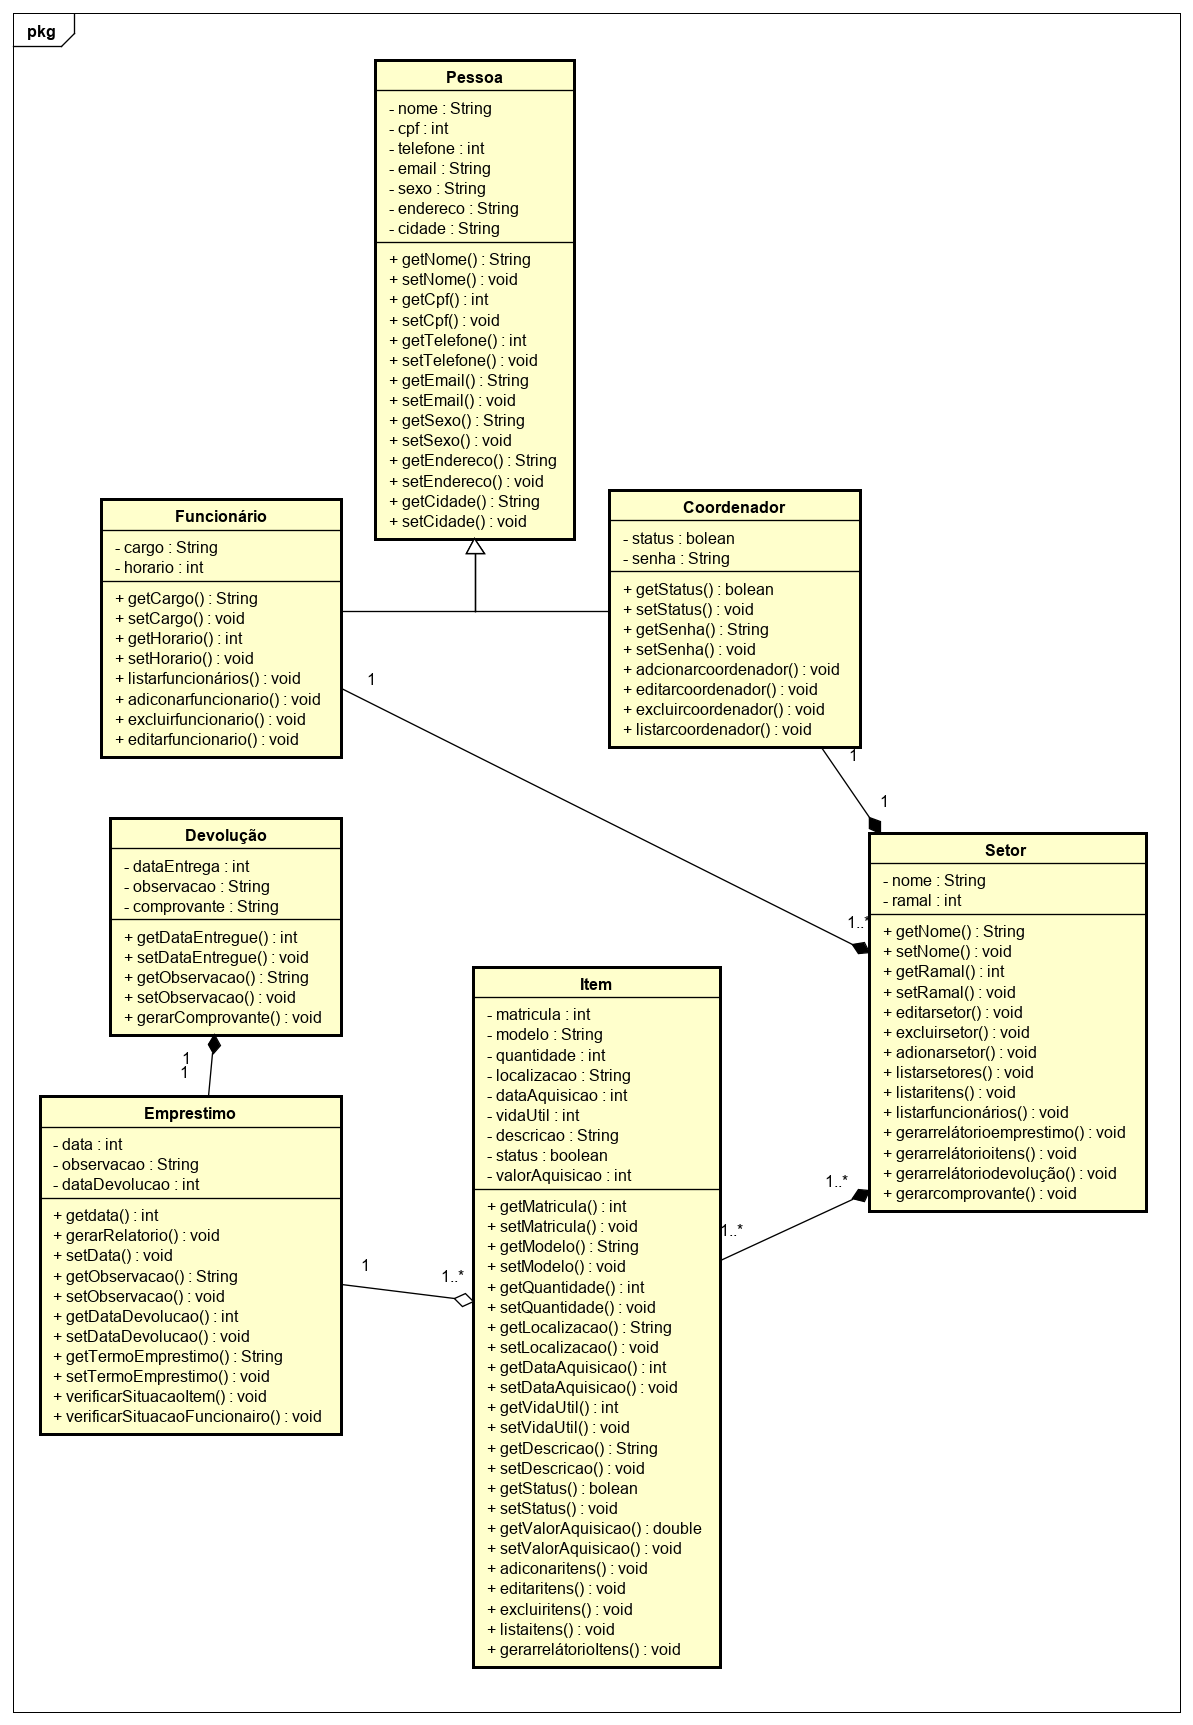 pkg
Pessoa
- nome : String
- cpf : int
- telefone : int
- email : String
- sexo : String
- endereco : String
- cidade : String
+ getNome() : String
+ setNome() : void
+ getCpf() : int
+ setCpf() : void
+ getTelefone() : int
+ setTelefone() : void
+ getEmail() : String
+ setEmail() : void
+ getSexo() : String
+ setSexo() : void
+ getEndereco() : String
+ setEndereco() : void
+ getCidade() : String
+ setCidade() : void
Funcionário
- cargo : String
- horario : int
+ getCargo() : String
+ setCargo() : void
+ getHorario() : int
+ setHorario() : void
+ listarfuncionários() : void
+ adiconarfuncionario() : void
+ excluirfuncionario() : void
+ editarfuncionario() : void
Coordenador
- status : bolean
- senha : String
+ getStatus() : bolean
+ setStatus() : void
+ getSenha() : String
+ setSenha() : void
+ adcionarcoordenador() : void
+ editarcoordenador() : void
+ excluircoordenador() : void
+ listarcoordenador() : void
1
1
1
1..*
Devolução
- dataEntrega : int
- observacao : String
- comprovante : String
+ getDataEntregue() : int
+ setDataEntregue() : void
+ getObservacao() : String
+ setObservacao() : void
+ gerarComprovante() : void
1
1
Setor
- nome : String
- ramal : int
+ getNome() : String
+ setNome() : void
+ getRamal() : int
+ setRamal() : void
+ editarsetor() : void
+ excluirsetor() : void
+ adionarsetor() : void
+ listarsetores() : void
+ listaritens() : void
+ listarfuncionários() : void
+ gerarrelátorioemprestimo() : void
+ gerarrelátorioitens() : void
+ gerarrelátoriodevolução() : void
+ gerarcomprovante() : void
Emprestimo
- data : int
- observacao : String
- dataDevolucao : int
+ getdata() : int
+ gerarRelatorio() : void
+ setData() : void
+ getObservacao() : String
+ setObservacao() : void
+ getDataDevolucao() : int
+ setDataDevolucao() : void
+ getTermoEmprestimo() : String
+ setTermoEmprestimo() : void
+ verificarSituacaoItem() : void
+ verificarSituacaoFuncionairo() : void
1
1..*
Item
- matricula : int
- modelo : String
- quantidade : int
- localizacao : String
- dataAquisicao : int
- vidaUtil : int
- descricao : String
- status : boolean
- valorAquisicao : int
+ getMatricula() : int
+ setMatricula() : void
+ getModelo() : String
+ setModelo() : void
+ getQuantidade() : int
+ setQuantidade() : void
+ getLocalizacao() : String
+ setLocalizacao() : void
+ getDataAquisicao() : int
+ setDataAquisicao() : void
+ getVidaUtil() : int
+ setVidaUtil() : void
+ getDescricao() : String
+ setDescricao() : void
+ getStatus() : bolean
+ setStatus() : void
+ getValorAquisicao() : double
+ setValorAquisicao() : void
+ adiconaritens() : void
+ editaritens() : void
+ excluiritens() : void
+ listaitens() : void
+ gerarrelátorioItens() : void
1..*
1..*